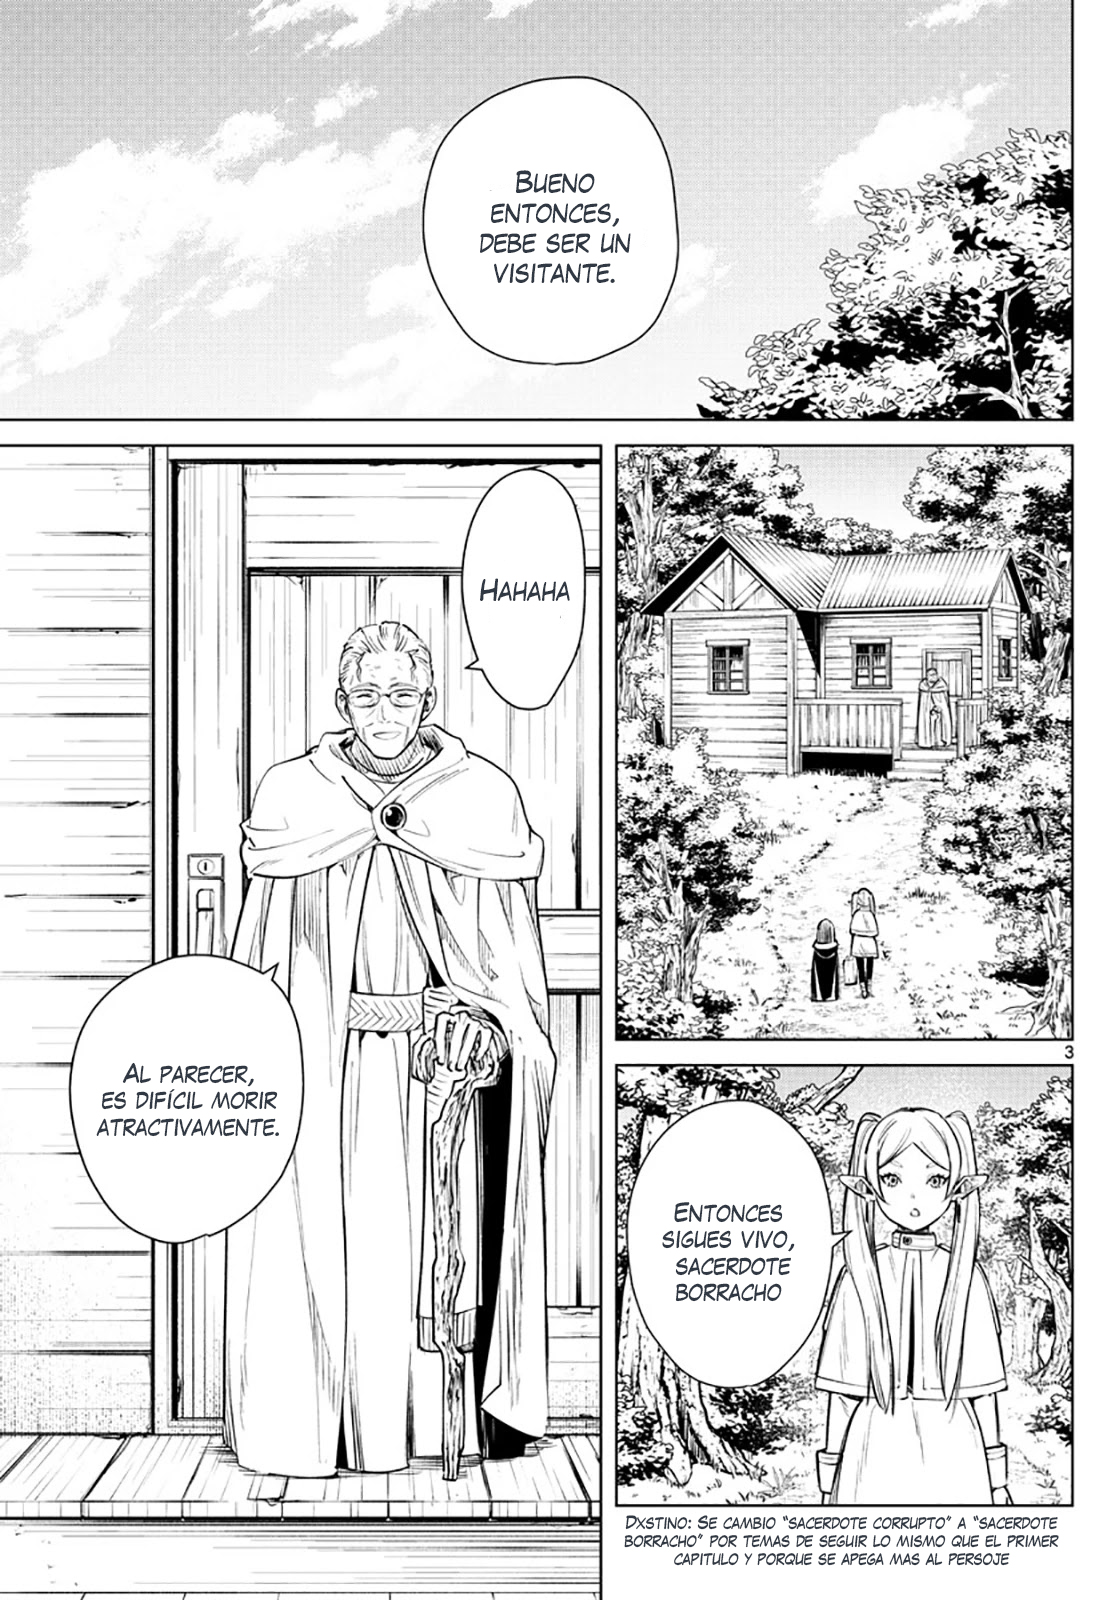 BUENO
ENTONCES,
DEBE SER UN
VISITANTE.
3
ENTONCES
SIGUES VIVO,
SACERDOTE
BORRACHO
HAHAHA
AL PARECER,
ES DIFÍCIL MORIR
ATRACTIVAMENTE.
DXSTINO: SE CAMBIO "SACERDOTE CORRUPTO" A "SACERDOTE
BORRACHO" POR TEMAS DE SEGUIR LO MISMO QUE EL PRIMER
CAPITULO Y PORQUE SE APEGA MAS AL PERSOJE